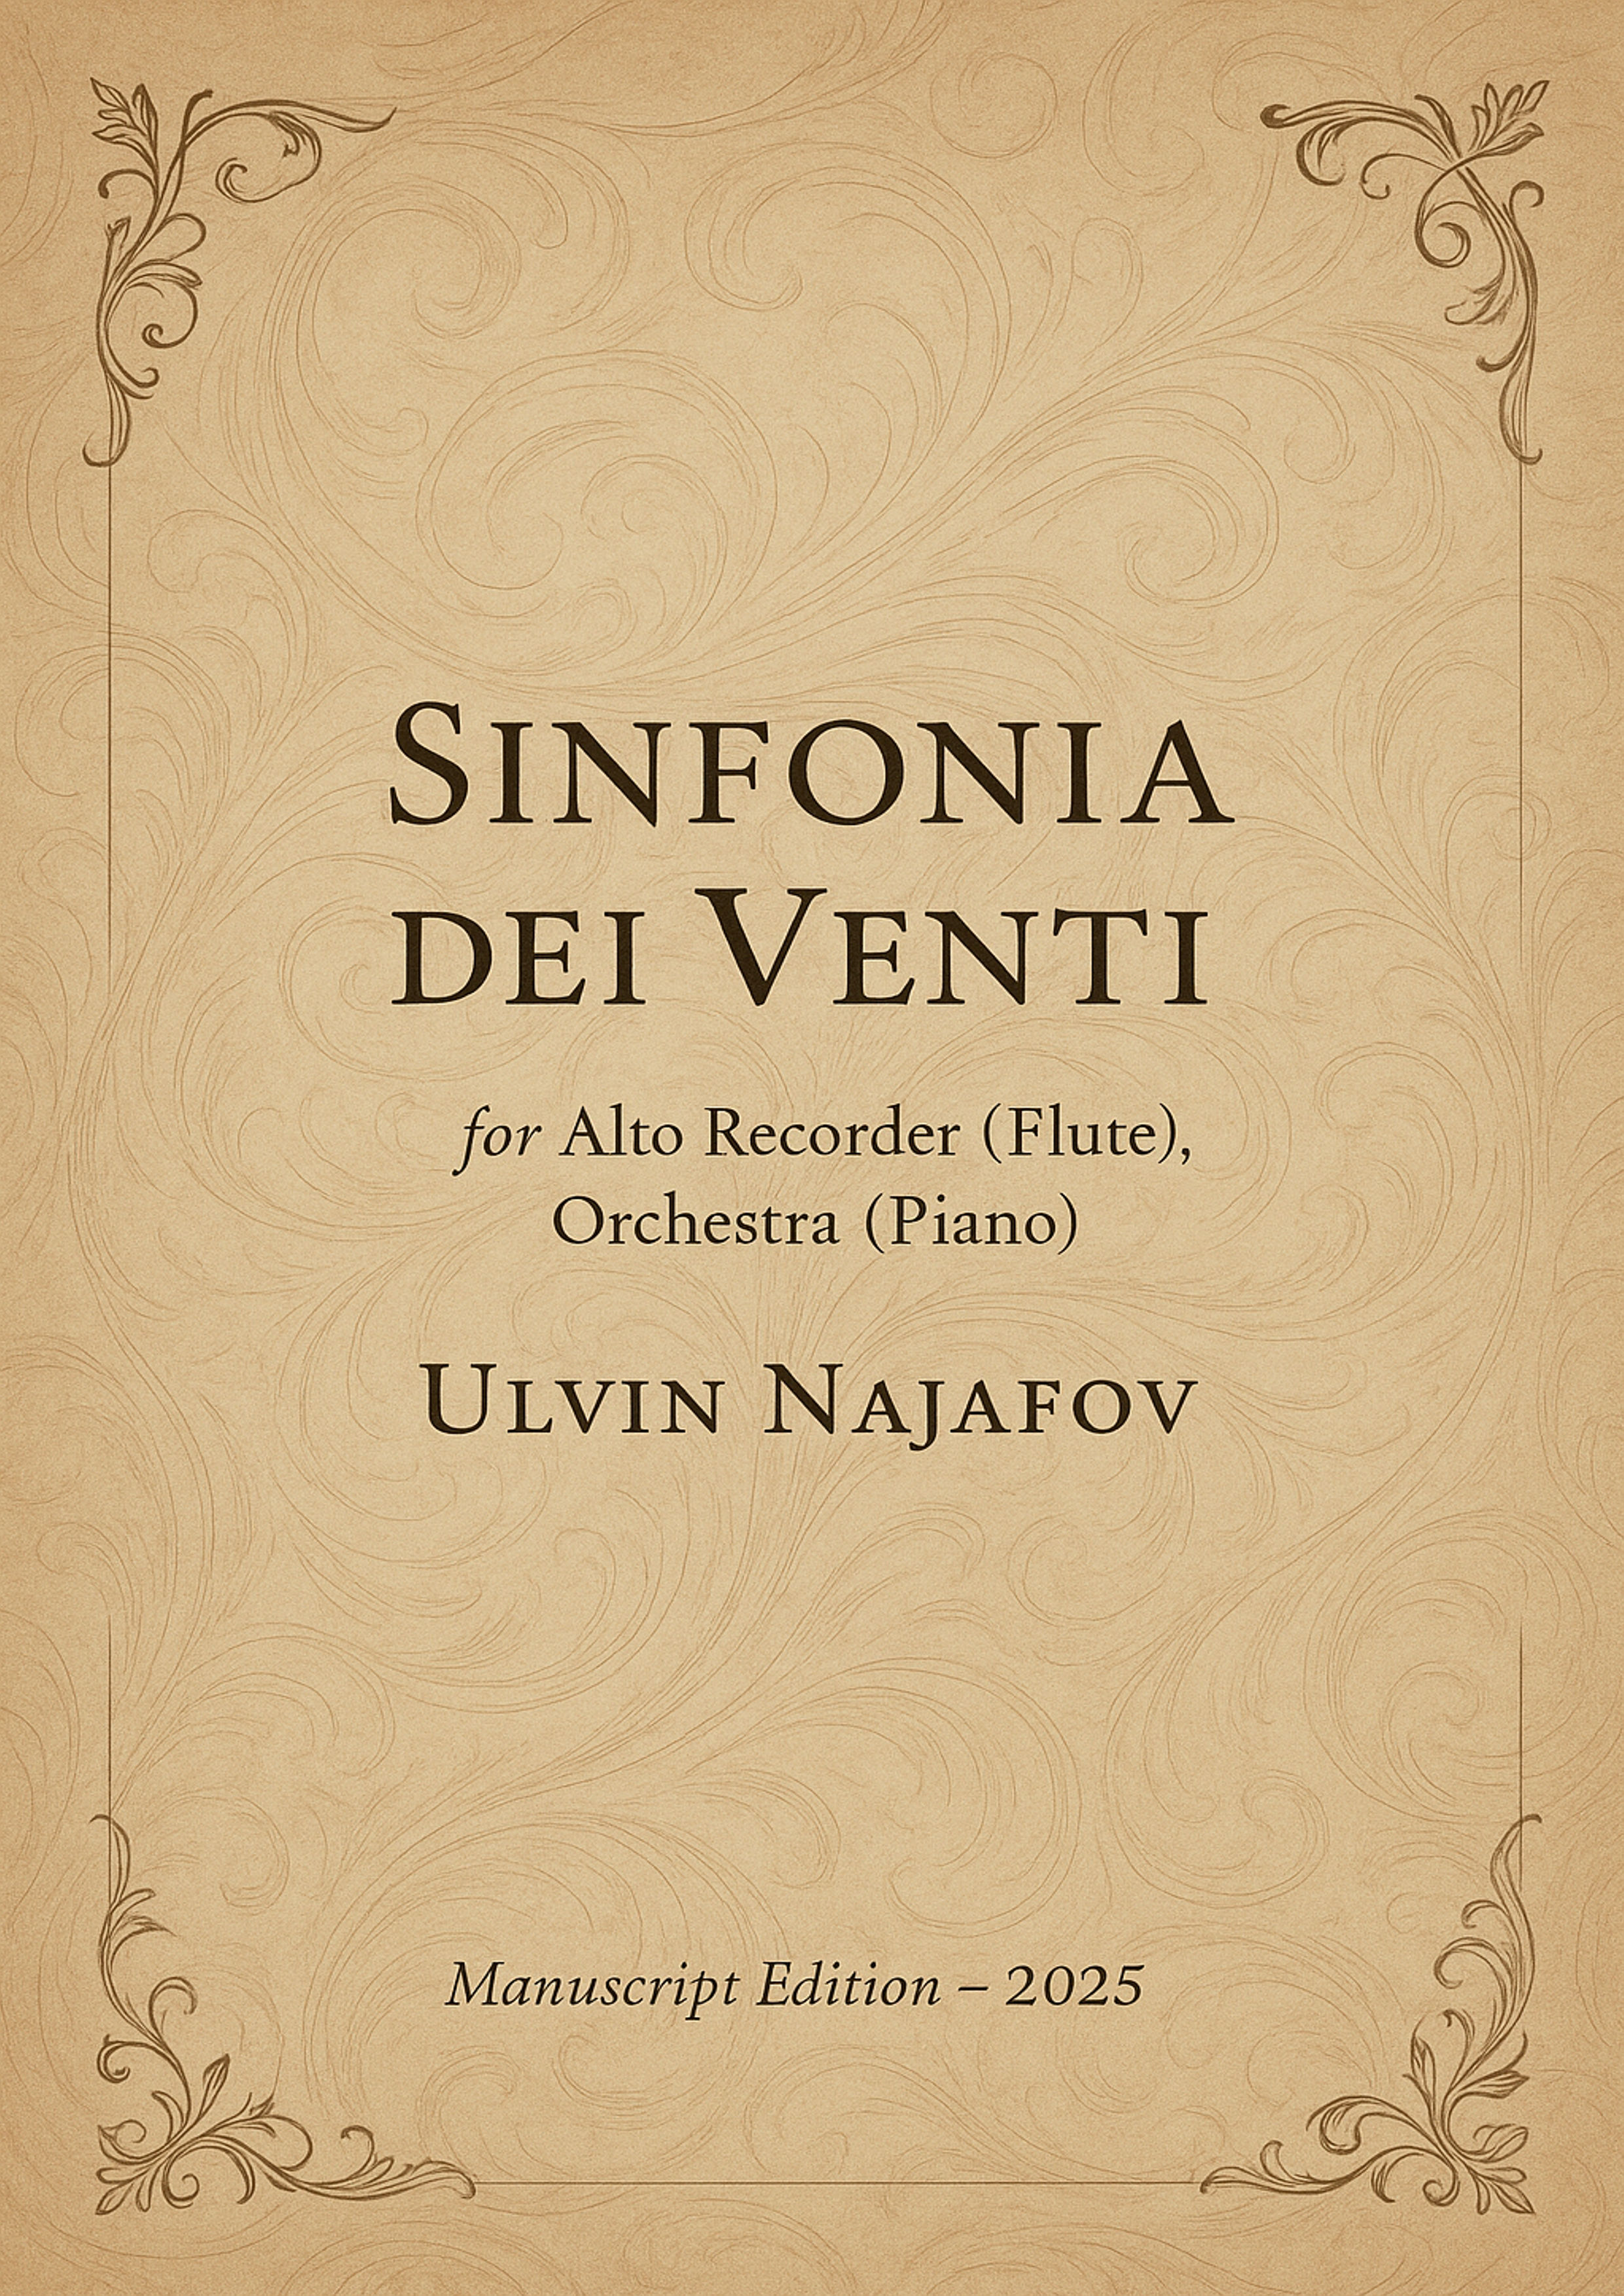 Sinfonia
dei Venti
for Alto Recorder (Flute),
Orchestra (Piano)
Ulvin Najafov
Manuscript Edition – 2025